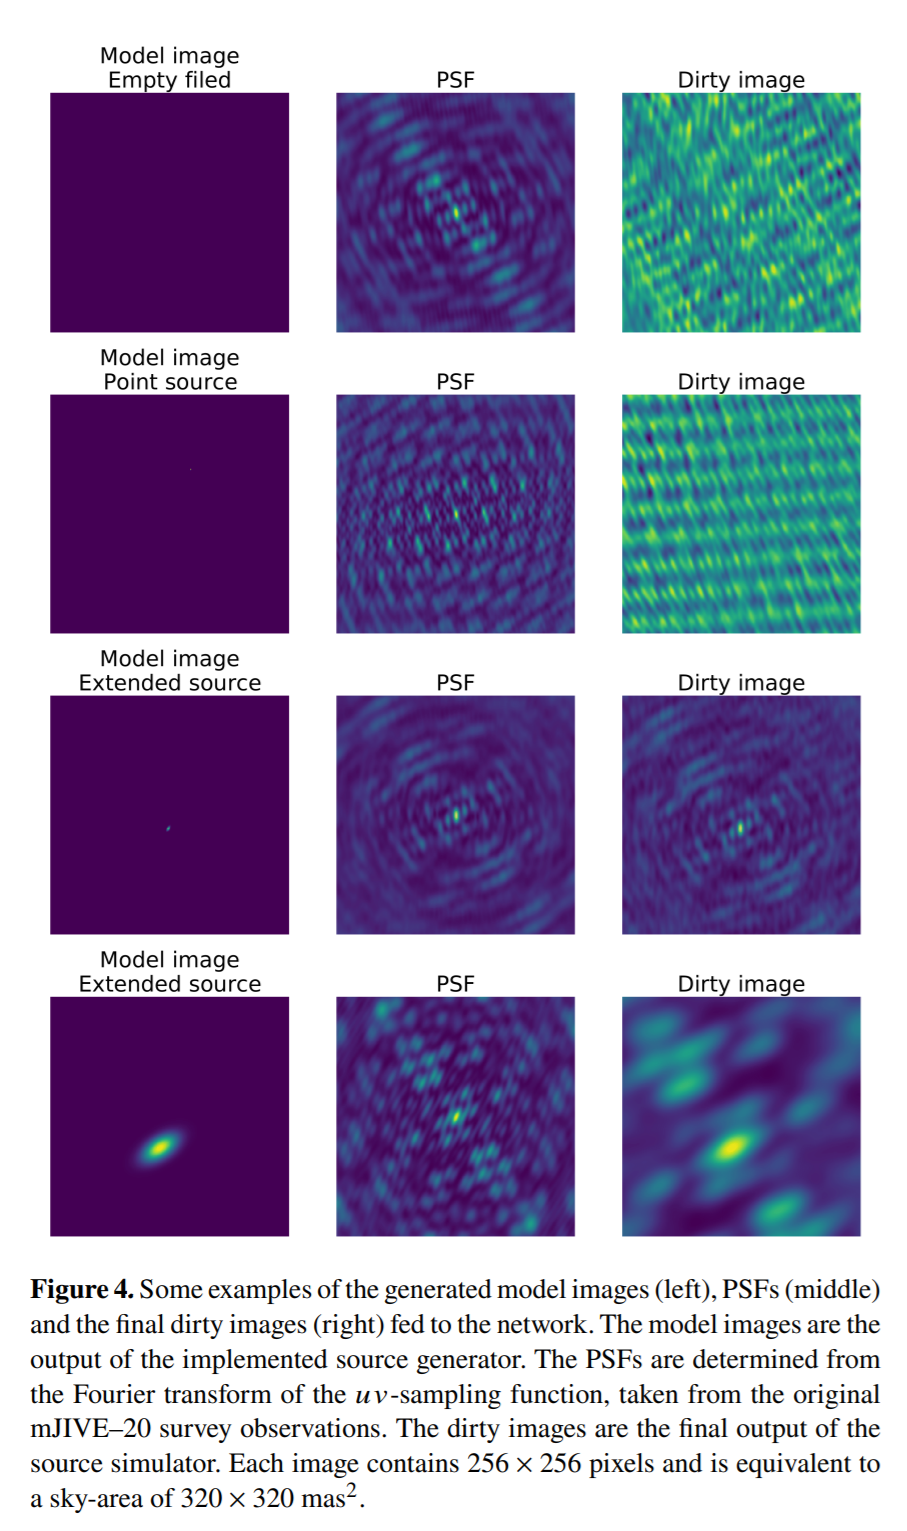 Model image
Empty filed
PSF
Dirty image
Model image
Point source
PSF
Dirty image
Model image
Extended source
PSF
Dirty image
Model image
Extended source
PSF
Dirty image
Figure 4. Some examples of the generated model images (left), PSFs (middle)
and the final dirty images (right) fed to the network. The model images are the
output of the implemented source generator. The PSFs are determined from
the Fourier transform of the uv-sampling function, taken from the original
mJIVE–20 survey observations. The dirty images are the final output of the
source simulator. Each image contains 256 × 256 pixels and is equivalent to
a sky-area of 320 × 320 mas².